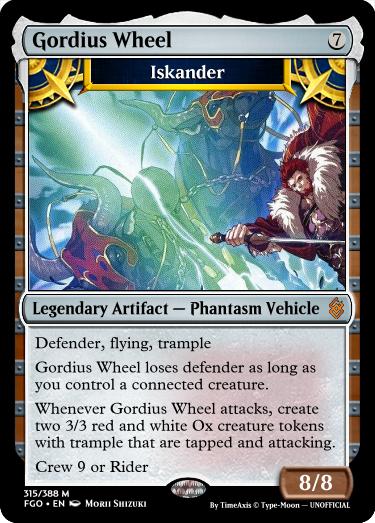 Gordius Wheel 7
Iskander
Legendary Artifact — Phantasm Vehicle
Defender, flying, trample
Gordius Wheel loses defender as long as
you control a connected creature.
Whenever Gordius Wheel attacks, create
two 3/3 red and white Ox creature tokens
with trample that are tapped and attacking.
Crew 9 or Rider
8/8
315/388 M
FGO • EN Morii Shizuki
By TimeAxis © Type-Moon — UNOFFICIAL